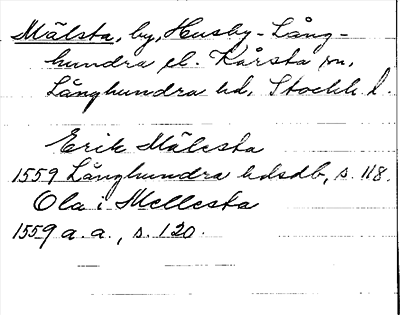 Mälsta, by, Husby-Lång-
hundra el. Kårsta sn,
Långhundra hd, Stockh. l.
Erik Mälesta
1559 Långhundra hdsdb, s. 118.
Ola i Mellesta
1559 a.a., s. 120.